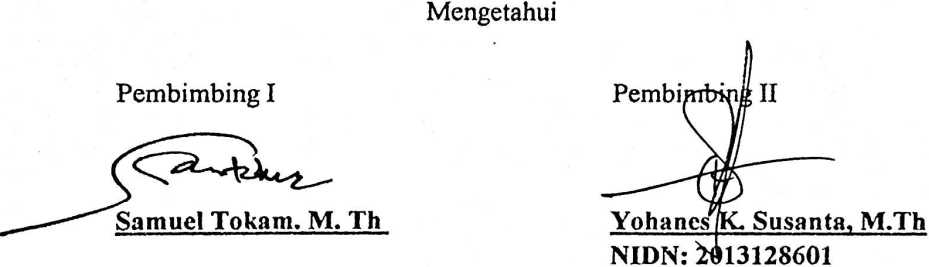 Mengetahui
Pembimbing I
Pembimbing II
Samuel Tokam. M. Th
Yohanes K. Susanta, M.Th
NIDN: 2013128601